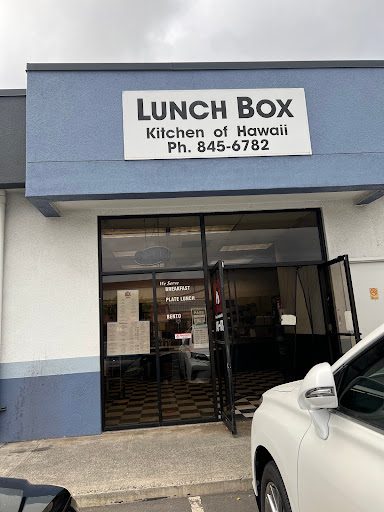 LUNCH BOX
Kitchen of Hawaii
Ph. 845-6782
We Serve
BREAKFAST
PLATE LUNCH
BENTO